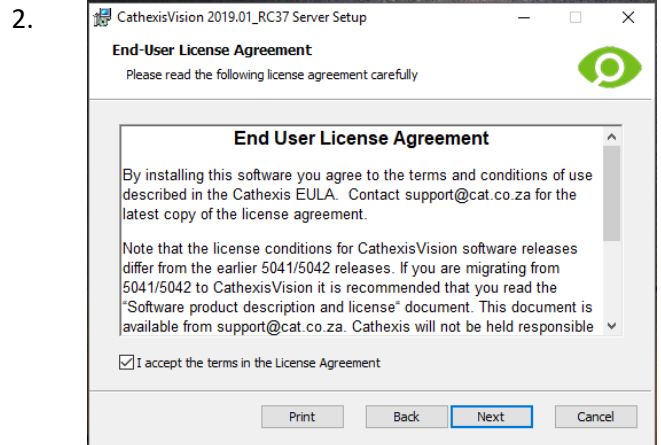 2.
CathexisVision 2019.01_RC37 Server Setup
End-User License Agreement
Please read the following license agreement carefully
End User License Agreement
By installing this software you agree to the terms and conditions of use
described in the Cathexis EULA.  Contact support@cat.co.za for the
latest copy of the license agreement.
Note that the license conditions for CathexisVision software releases
differ from the earlier 5041/5042 releases. If you are migrating from
5041/5042 to CathexisVision it is recommended that you read the
“Software product description and license“ document. This document is
available from support@cat.co.za. Cathexis will not be held responsible
I accept the terms in the License Agreement
Print Back Next Cancel